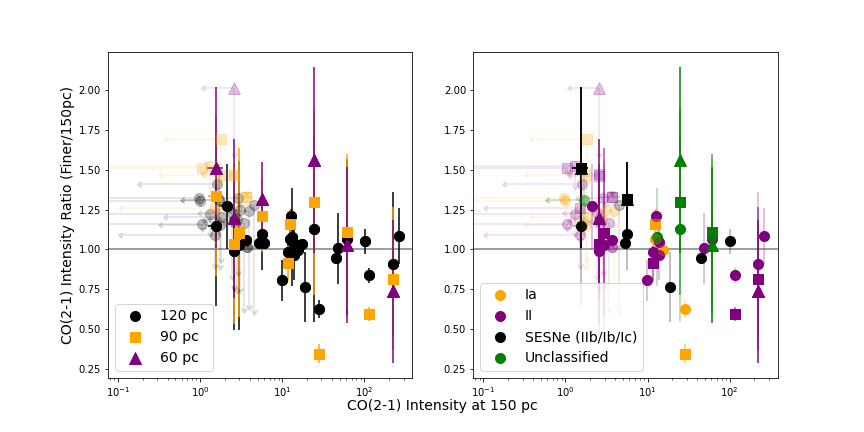 CO(2-1) Intensity Ratio (Finer/150pc)
2.00
1.75
1.50
1.25
1.00
0.75
0.50
0.25
120 pc
90 pc
60 pc
10⁻¹ 10⁰ 10¹ 10²
2.00
1.75
1.50
1.25
1.00
0.75
0.50
0.25
Ia
II
SESNe (IIb/Ib/Ic)
Unclassified
10⁻¹ 10⁰ 10¹ 10²
CO(2-1) Intensity at 150 pc